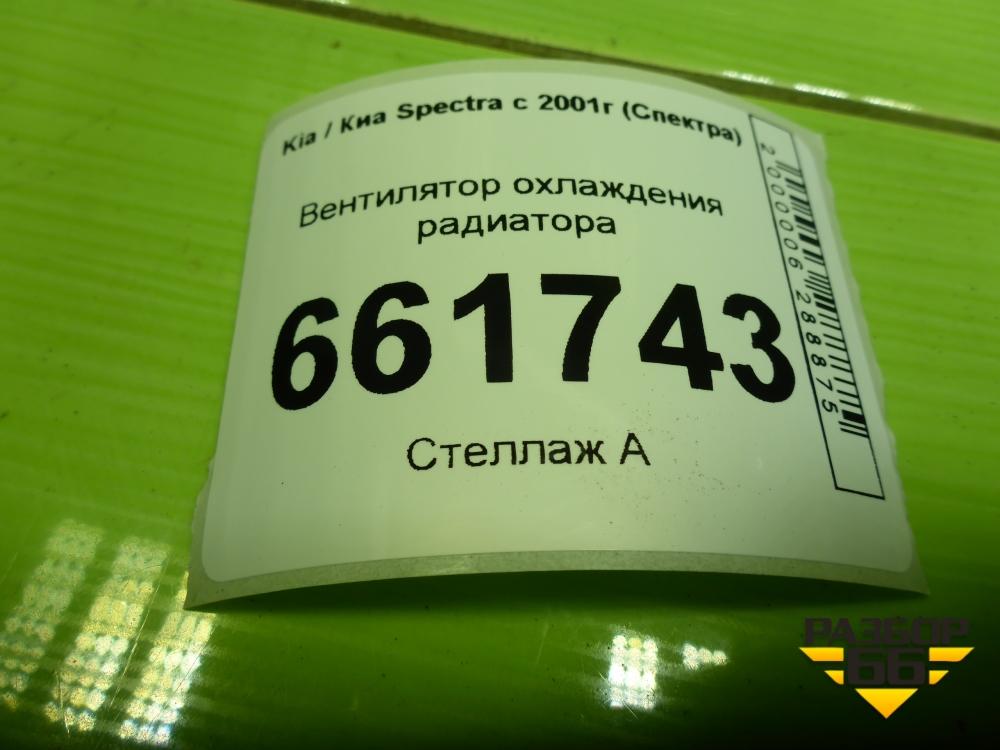 Kia / Киа Spectra с 2001г (Спектра)
Вентилятор охлаждения
радиатора
661743
Стеллаж А
2000006288875
РАЗБОР
66